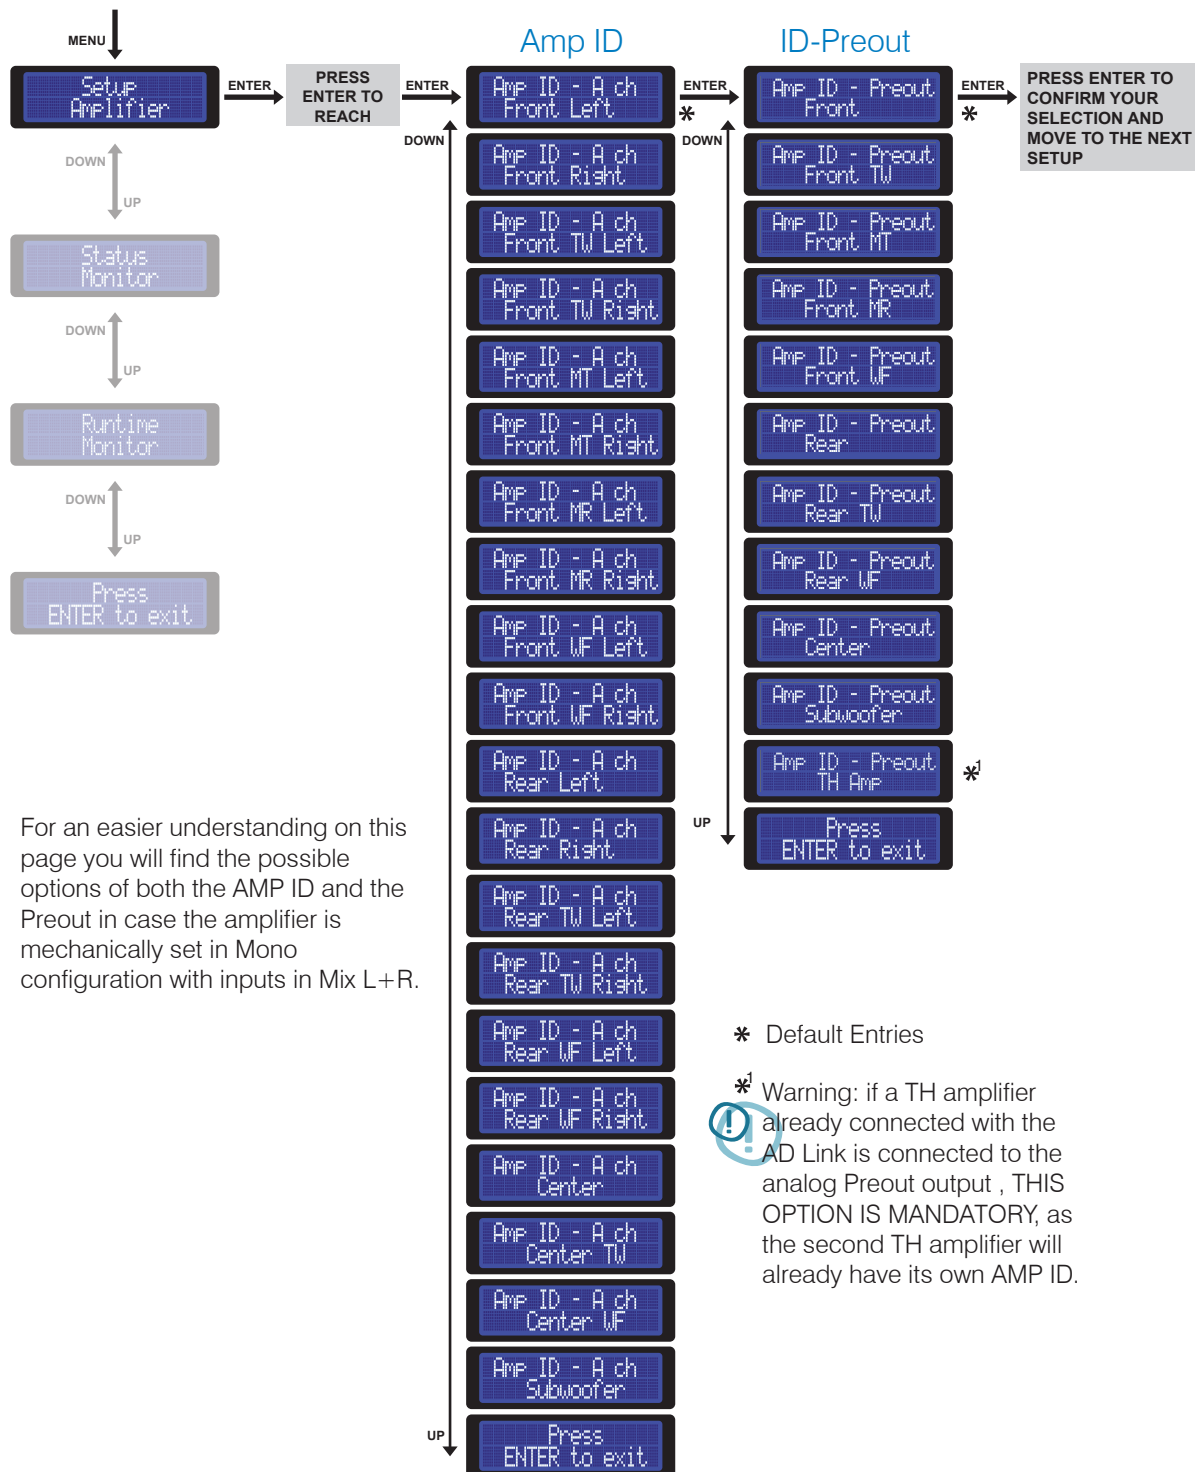 MENU
Setup
Amplifier
ENTER
PRESS
ENTER TO
REACH
ENTER
DOWN
UP
Status
Monitor
DOWN
UP
Runtime
Monitor
DOWN
UP
Press
ENTER to exit
For an easier understanding on this
page you will find the possible
options of both the AMP ID and the
Preout in case the amplifier is
mechanically set in Mono
configuration with inputs in Mix L+R.
Amp ID
Amp ID - A ch
Front Left
*
ENTER
DOWN
Amp ID - A ch
Front Right
Amp ID - A ch
Front TW Left
Amp ID - A ch
Front TW Right
Amp ID - A ch
Front MT Left
Amp ID - A ch
Front MT Right
Amp ID - A ch
Front MR Left
Amp ID - A ch
Front MR Right
Amp ID - A ch
Front WF Left
Amp ID - A ch
Front WF Right
Amp ID - A ch
Rear Left
Amp ID - A ch
Rear Right
Amp ID - A ch
Rear TW Left
Amp ID - A ch
Rear TW Right
Amp ID - A ch
Rear WF Left
Amp ID - A ch
Rear WF Right
Amp ID - A ch
Center
Amp ID - A ch
Center TW
Amp ID - A ch
Center WF
Amp ID - A ch
Subwoofer
UP
Press
ENTER to exit
ID-Preout
Amp ID - Preout
Front
*
ENTER
DOWN
PRESS ENTER TO
CONFIRM YOUR
SELECTION AND
MOVE TO THE NEXT
SETUP
Amp ID - Preout
Front TW
Amp ID - Preout
Front MT
Amp ID - Preout
Front MR
Amp ID - Preout
Front WF
Amp ID - Preout
Rear
Amp ID - Preout
Rear TW
Amp ID - Preout
Rear WF
Amp ID - Preout
Center
Amp ID - Preout
Subwoofer
Amp ID - Preout
TH Amp
*1
UP
Press
ENTER to exit
* Default Entries
*1 Warning: if a TH amplifier
already connected with the
AD Link is connected to the
analog Preout output , THIS
OPTION IS MANDATORY, as
the second TH amplifier will
already have its own AMP ID.